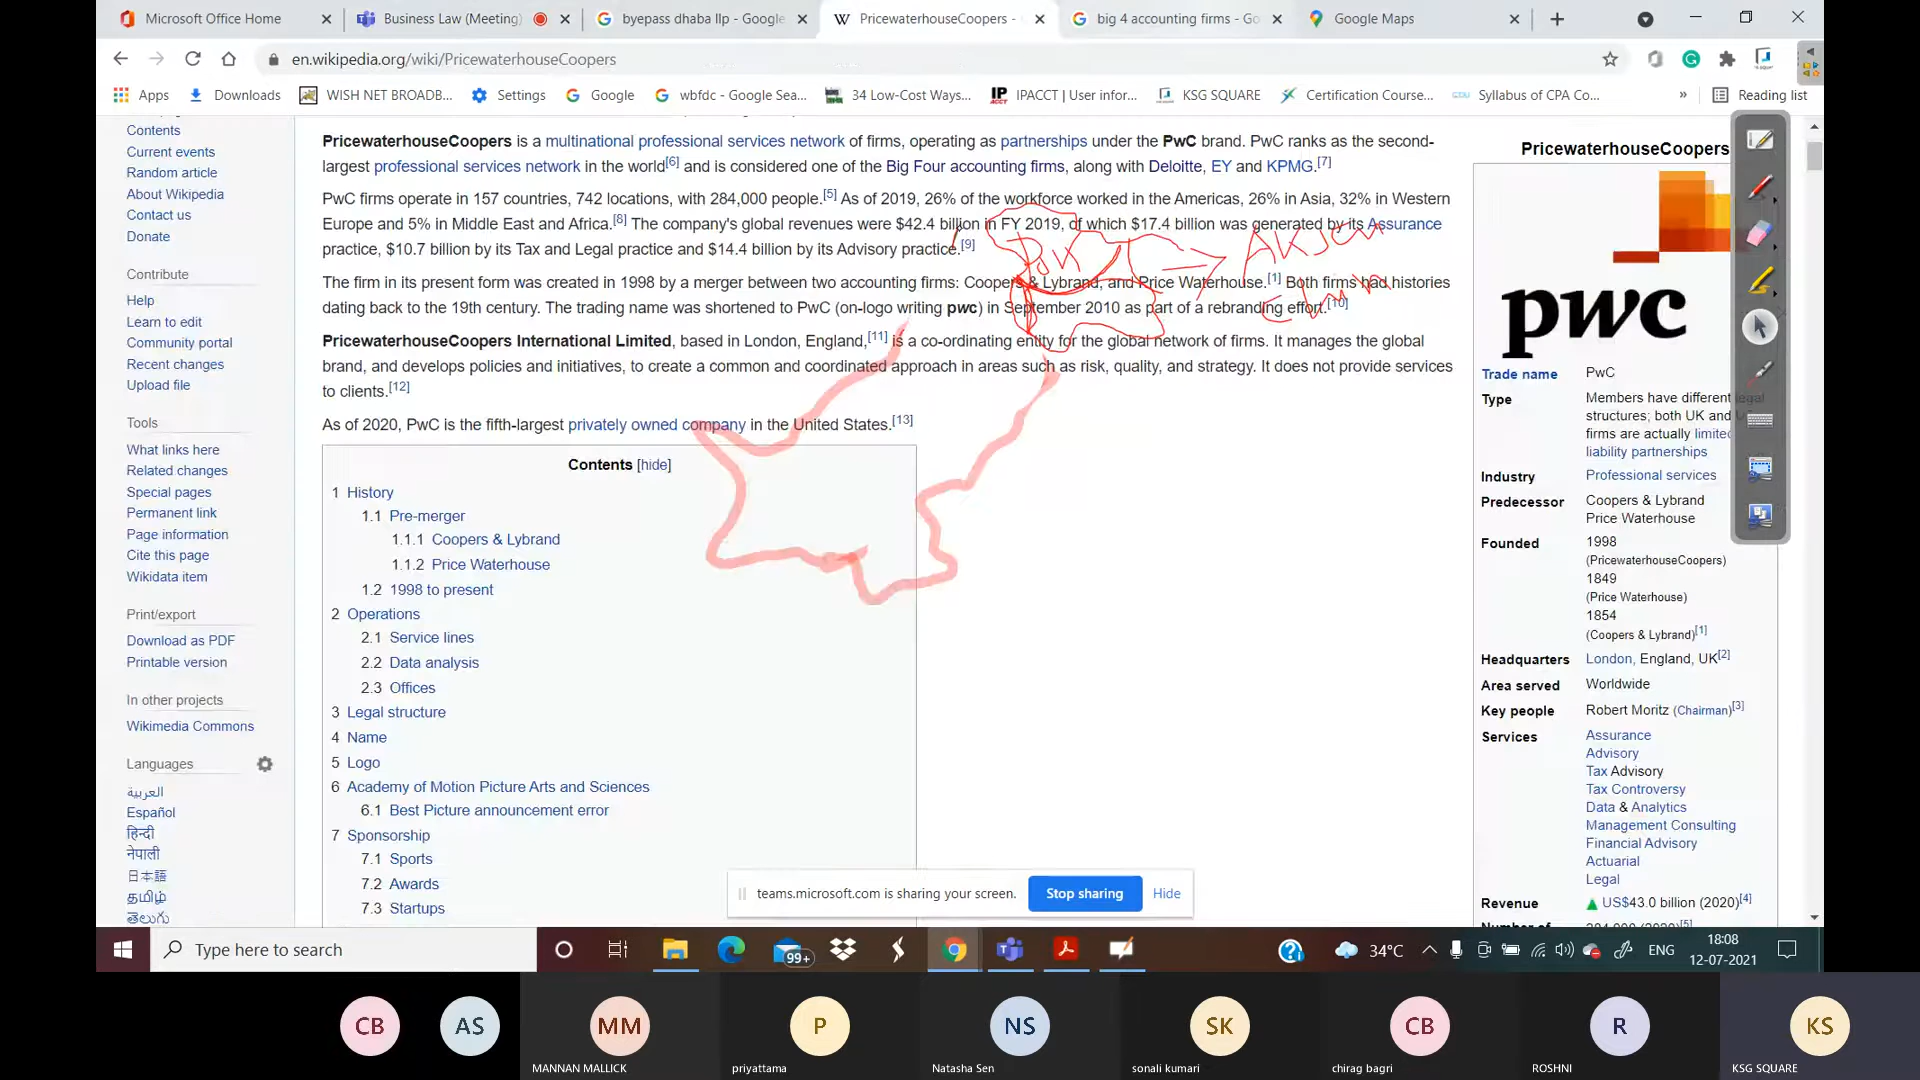 Microsoft Office Home
Business Law (Meeting)
byepass dhaba llp - Google
PricewaterhouseCoopers -
big 4 accounting firms - Go
Google Maps
en.wikipedia.org/wiki/PricewaterhouseCoopers
Apps
Downloads
WISH NET BROADB...
Settings
Google
wbfdc - Google Sea...
34 Low-Cost Ways...
IPACCT | User infor...
KSG SQUARE
Certification Course...
Syllabus of CPA Co...
»
Reading list
Contents
Current events
Random article
About Wikipedia
Contact us
Donate
Contribute
Help
Learn to edit
Community portal
Recent changes
Upload file
Tools
What links here
Related changes
Special pages
Permanent link
Page information
Cite this page
Wikidata item
Print/export
Download as PDF
Printable version
In other projects
Wikimedia Commons
Languages
العربية
Español
हिन्दी
नेपाली
日本語
தமிழ்
తెలుగు
PricewaterhouseCoopers is a multinational professional services network of firms, operating as partnerships under the PwC brand. PwC ranks as the second-
largest professional services network in the world[6] and is considered one of the Big Four accounting firms, along with Deloitte, EY and KPMG.[7]
PwC firms operate in 157 countries, 742 locations, with 284,000 people.[5] As of 2019, 26% of the workforce worked in the Americas, 26% in Asia, 32% in Western
Europe and 5% in Middle East and Africa.[8] The company's global revenues were $42.4 billion in FY 2019, of which $17.4 billion was generated by its Assurance
practice, $10.7 billion by its Tax and Legal practice and $14.4 billion by its Advisory practice.[9]
The firm in its present form was created in 1998 by a merger between two accounting firms: Coopers & Lybrand, and Price Waterhouse.[1] Both firms had histories
dating back to the 19th century. The trading name was shortened to PwC (on-logo writing pwc) in September 2010 as part of a rebranding effort.[10]
PricewaterhouseCoopers International Limited, based in London, England,[11] is a co-ordinating entity for the global network of firms. It manages the global
brand, and develops policies and initiatives, to create a common and coordinated approach in areas such as risk, quality, and strategy. It does not provide services
to clients.[12]
As of 2020, PwC is the fifth-largest privately owned company in the United States.[13]
Contents [hide]
1 History
1.1 Pre-merger
1.1.1 Coopers & Lybrand
1.1.2 Price Waterhouse
1.2 1998 to present
2 Operations
2.1 Service lines
2.2 Data analysis
2.3 Offices
3 Legal structure
4 Name
5 Logo
6 Academy of Motion Picture Arts and Sciences
6.1 Best Picture announcement error
7 Sponsorship
7.1 Sports
7.2 Awards
7.3 Startups
PricewaterhouseCoopers
pwc
Trade name PwC
Type Members have different legal
structures; both UK and
firms are actually limited
liability partnerships
Industry Professional services
Predecessor Coopers & Lybrand
Price Waterhouse
Founded 1998
(PricewaterhouseCoopers)
1849
(Price Waterhouse)
1854
(Coopers & Lybrand)[1]
Headquarters London, England, UK[2]
Area served Worldwide
Key people Robert Moritz (Chairman)[3]
Services Assurance
Advisory
Tax Advisory
Tax Controversy
Data & Analytics
Management Consulting
Financial Advisory
Actuarial
Legal
Revenue US$43.0 billion (2020)[4]
teams.microsoft.com is sharing your screen.
Stop sharing
Hide
Type here to search
99+
34°C
ENG
18:08
12-07-2021
CB
AS
MM
P
NS
SK
CB
R
KS
MANNAN MALLICK
priyattama
Natasha Sen
sonali kumari
chirag bagri
ROSHNI
KSG SQUARE